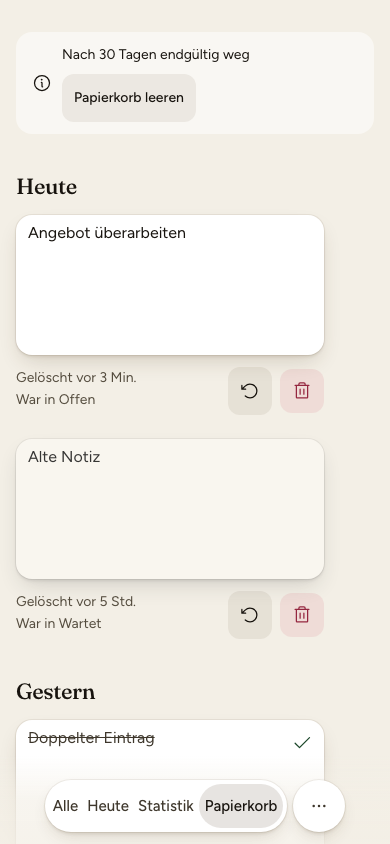 Nach 30 Tagen endgültig weg
Papierkorb leeren
Heute
Angebot überarbeiten
Gelöscht vor 3 Min.
War in Offen
Alte Notiz
Gelöscht vor 5 Std.
War in Wartet
Gestern
Doppelter Eintrag
Alle Heute Statistik Papierkorb